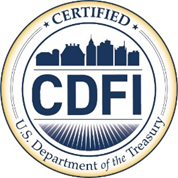 CERTIFIED
CDFI
U.S. Department of the Treasury